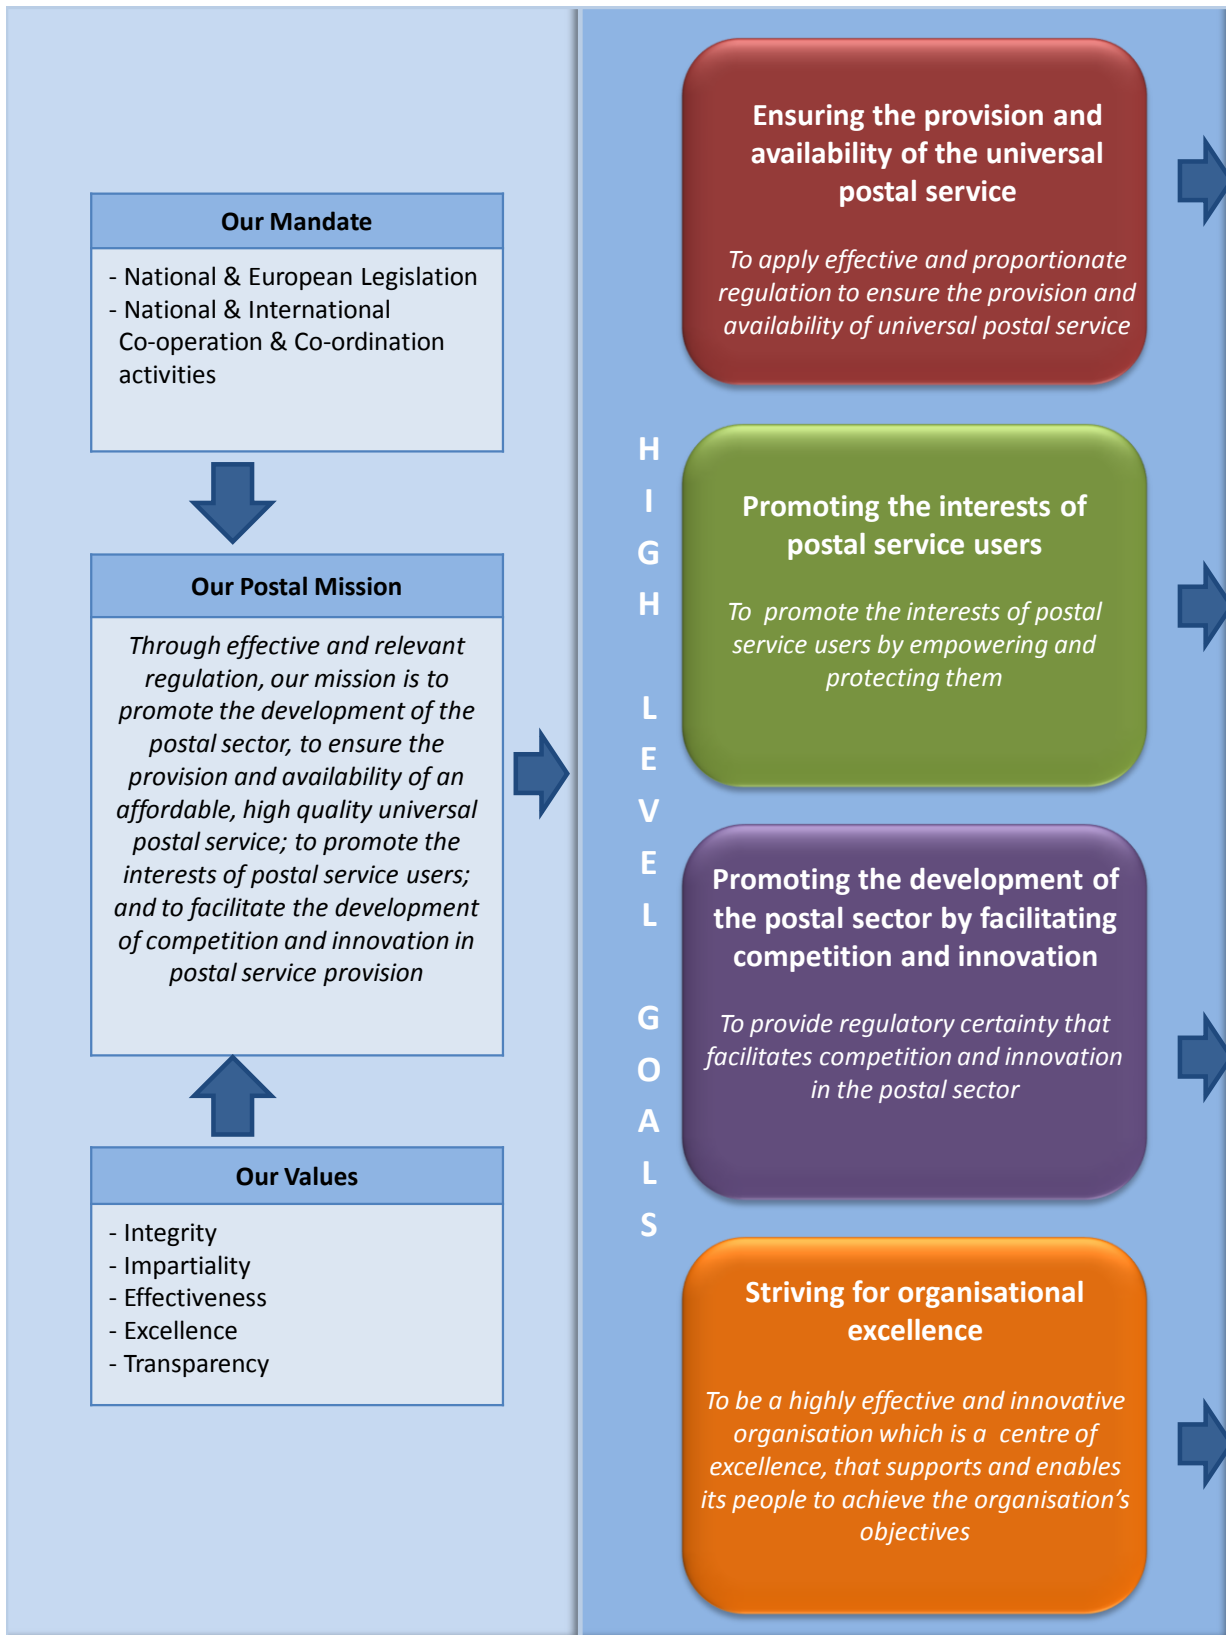 Our Mandate
- National & European Legislation
- National & International
Co-operation & Co-ordination
activities
Our Postal Mission
Through effective and relevant
regulation, our mission is to
promote the development of the
postal sector, to ensure the
provision and availability of an
affordable, high quality universal
postal service; to promote the
interests of postal service users;
and to facilitate the development
of competition and innovation in
postal service provision
Our Values
- Integrity
- Impartiality
- Effectiveness
- Excellence
- Transparency
HIGH LEVEL GOALS
Ensuring the provision and
availability of the universal
postal service
To apply effective and proportionate
regulation to ensure the provision and
availability of universal postal service
Promoting the interests of
postal service users
To promote the interests of postal
service users by empowering and
protecting them
Promoting the development of
the postal sector by facilitating
competition and innovation
To provide regulatory certainty that
facilitates competition and innovation
in the postal sector
Striving for organisational
excellence
To be a highly effective and innovative
organisation which is a centre of
excellence, that supports and enables
its people to achieve the organisation's
objectives